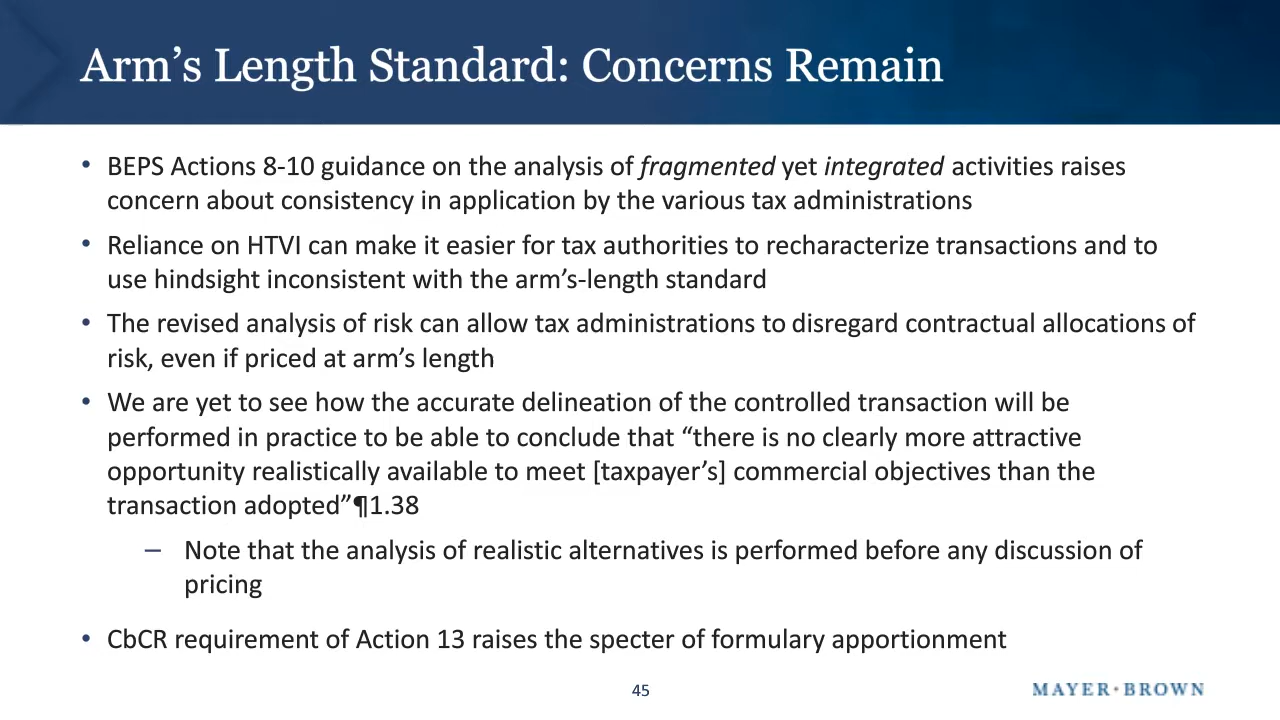 Arm’s Length Standard: Concerns Remain
• BEPS Actions 8-10 guidance on the analysis of fragmented yet integrated activities raises
concern about consistency in application by the various tax administrations
• Reliance on HTVI can make it easier for tax authorities to recharacterize transactions and to
use hindsight inconsistent with the arm’s-length standard
• The revised analysis of risk can allow tax administrations to disregard contractual allocations of
risk, even if priced at arm’s length
• We are yet to see how the accurate delineation of the controlled transaction will be
performed in practice to be able to conclude that “there is no clearly more attractive
opportunity realistically available to meet [taxpayer’s] commercial objectives than the
transaction adopted”¶1.38
– Note that the analysis of realistic alternatives is performed before any discussion of
pricing
• CbCR requirement of Action 13 raises the specter of formulary apportionment
45
MAYER·BROWN